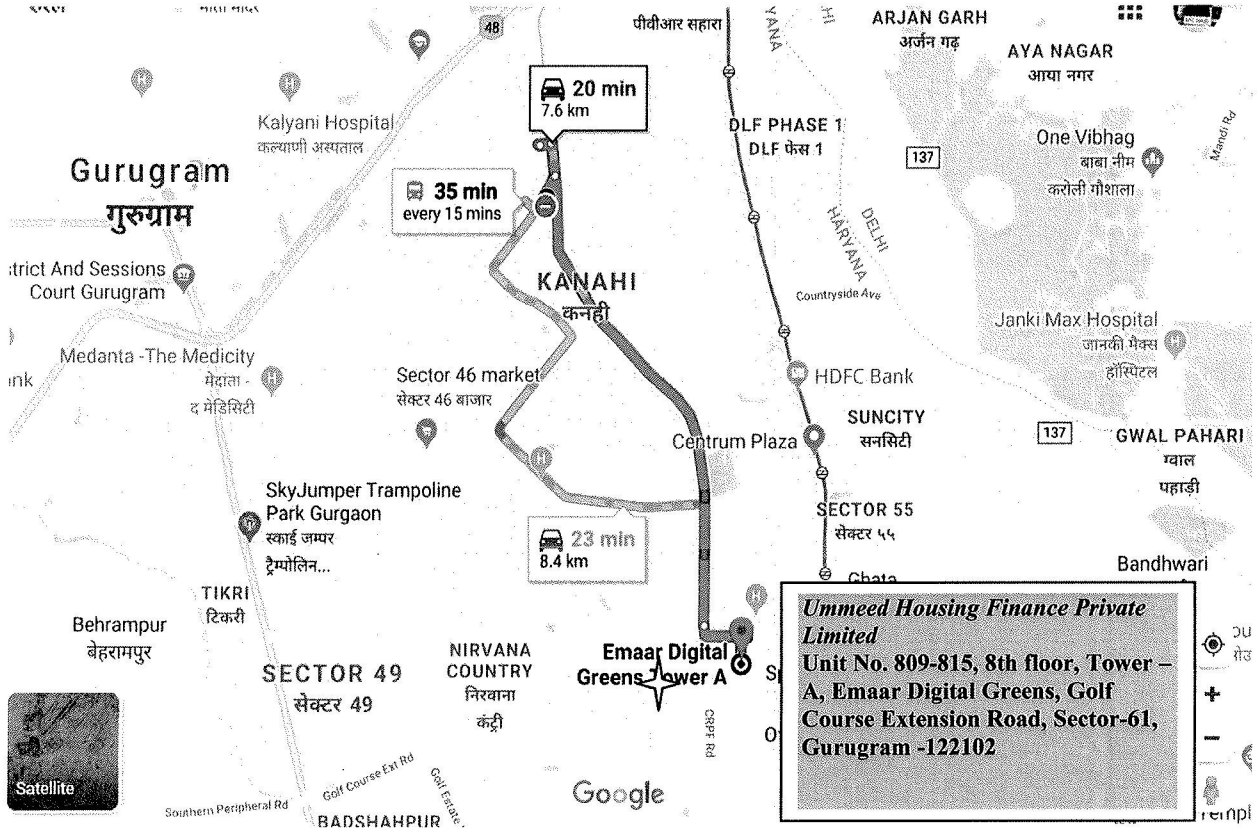 48
पीवीआर सहारा
ARJAN GARH
अर्जन गढ़
AYA NAGAR
आया नगर
20 min
7.6 km
Kalyani Hospital
कल्याणी अस्पताल
DLF PHASE 1
DLF फेस 1
137
One Vibhag
बाबा नीम
करोली गौशाला
Mandi Rd
Gurugram
गुरुग्राम
35 min
every 15 mins
HARYANA
DELHI
strict And Sessions
Court Gurugram
KANAHI
कनही
Countryside Ave
Janki Max Hospital
जानकी मैक्स
हॉस्पिटल
Medanta -The Medicity
मेदांता -
द मेडिसिटी
Sector 46 market
सेक्टर 46 बाजार
HDFC Bank
SUNCITY
सनसिटी
Centrum Plaza
137
GWAL PAHARI
ग्वाल
पहाड़ी
SkyJumper Trampoline
Park Gurgaon
स्काई जम्पर
ट्रैम्पोलिन...
SECTOR 55
सेक्टर ५५
23 min
8.4 km
Bandhwari
Ghata
TIKRI
टिकरी
Behrampur
बेहरामपुर
SECTOR 49
सेक्टर 49
NIRVANA
COUNTRY
निरवाना
कंट्री
Emaar Digital
Greens Tower A
CRPF Rd
Ummeed Housing Finance Private
Limited
Unit No. 809-815, 8th floor, Tower –
A, Emaar Digital Greens, Golf
Course Extension Road, Sector-61,
Gurugram -122102
Satellite
Southern Peripheral Rd
Golf Course Ext Rd
Golf Estate
BADSHAHPUR
Google